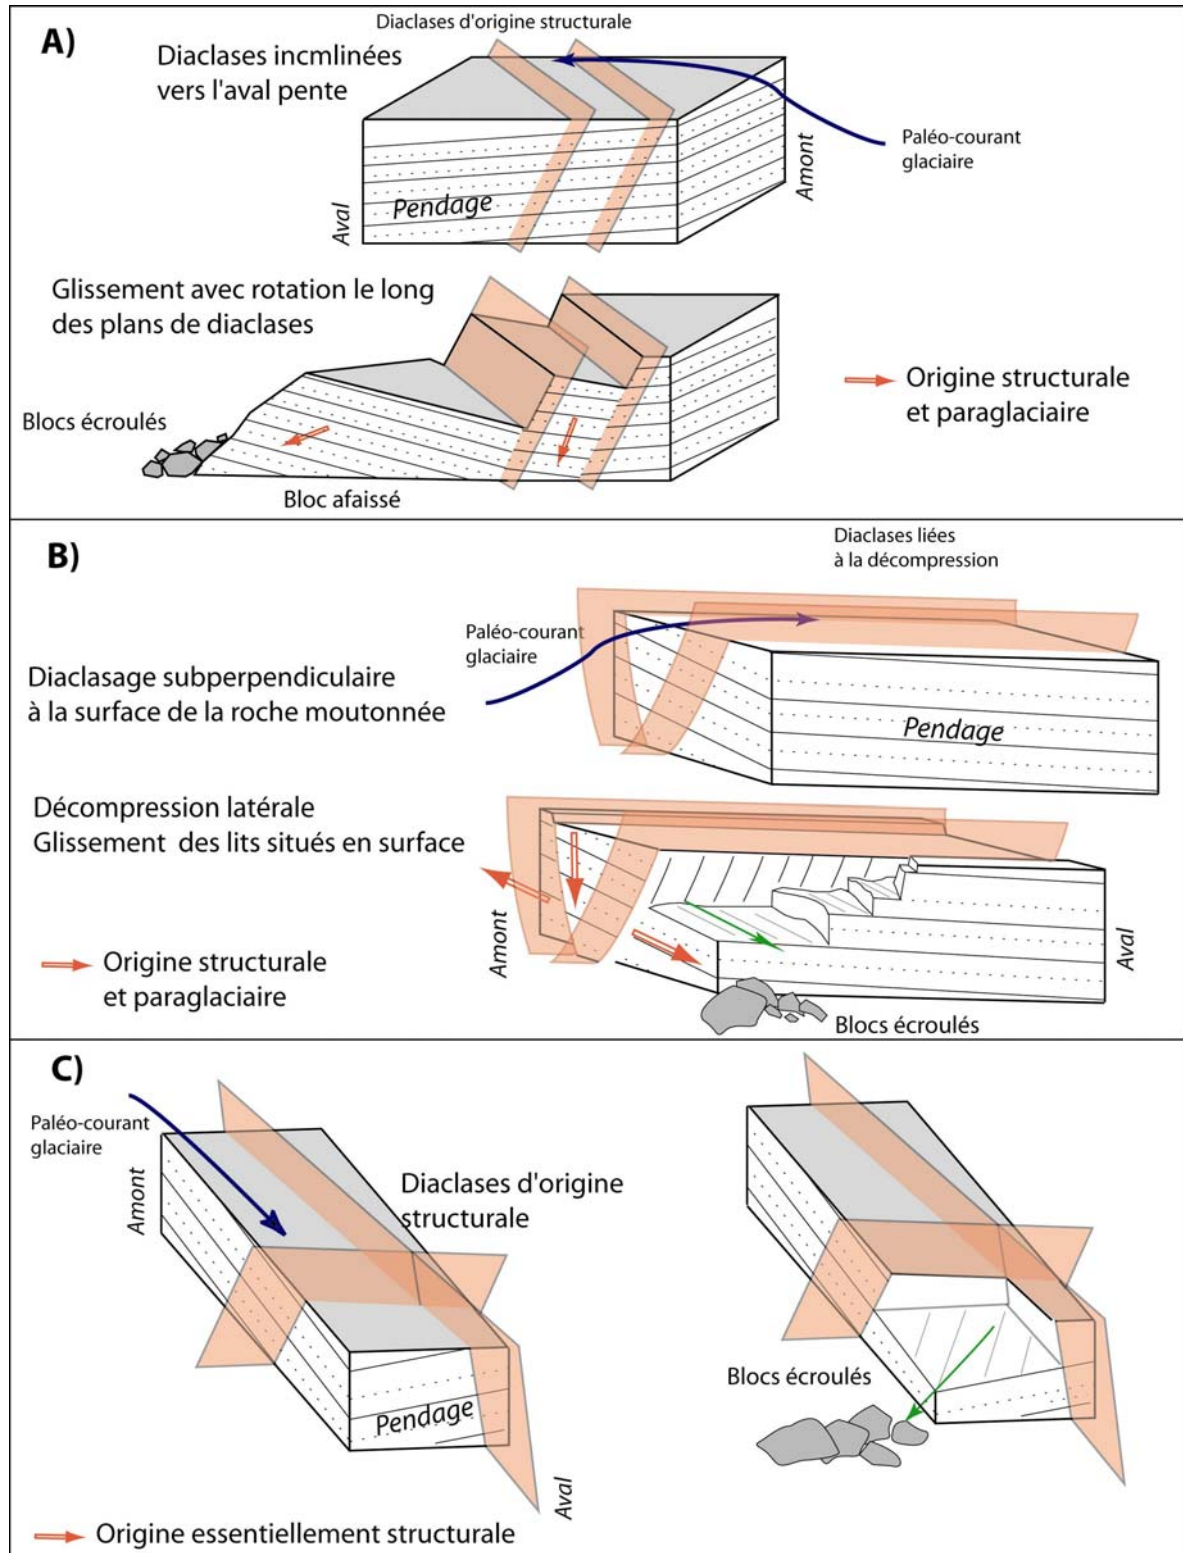 A)
Diaclases d'origine structurale
Diaclases incmlinées
vers l'aval pente
Paléo-courant
glaciaire
Amont
Aval
Pendage
Glissement avec rotation le long
des plans de diaclases
Origine structurale
et paraglaciaire
Blocs écroulés
Bloc afaissé
B)
Diaclases liées
à la décompression
Paléo-courant
glaciaire
Diaclasage subperpendiculaire
à la surface de la roche moutonnée
Pendage
Décompression latérale
Glissement des lits situés en surface
Amont
Aval
Origine structurale
et paraglaciaire
Blocs écroulés
C)
Paléo-courant
glaciaire
Amont
Diaclases d'origine
structurale
Blocs écroulés
Pendage
Aval
Origine essentiellement structurale